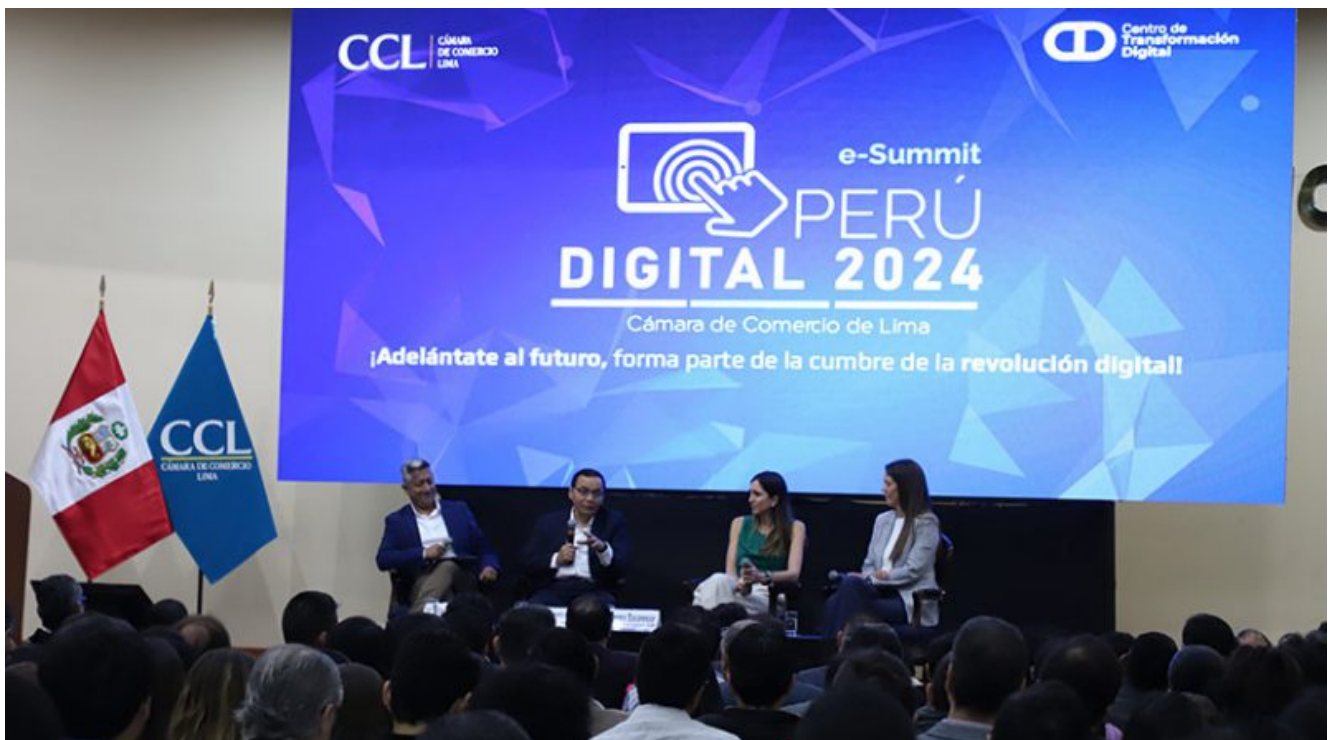 CCL
CÁMARA
DE COMERCIO
LIMA
Centro de
Transformación
Digital
e-Summit
PERÚ
DIGITAL 2024
Cámara de Comercio de Lima
¡Adelántate al futuro, forma parte de la cumbre de la revolución digital!
CCL
CÁMARA DE COMERCIO
LIMA